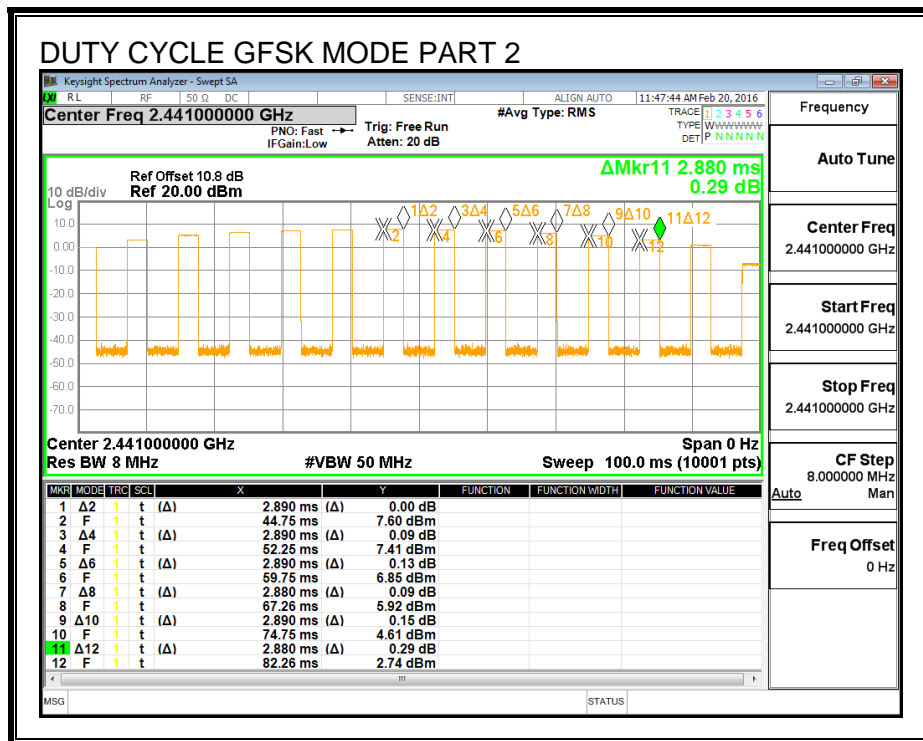 DUTY CYCLE GFSK MODE PART 2
Keysight Spectrum Analyzer - Swept SA
LXI RL RF 50 Ω DC SENSE:INT ALIGN AUTO 11:47:44 AM Feb 20, 2016
Center Freq 2.441000000 GHz
#Avg Type: RMS
TRACE 1 2 3 4 5 6
PNO: Fast
Trig: Free Run
TYPE WWWWWW
IFGain:Low
Atten: 20 dB
DET P N N N N N
Frequency
ΔMkr11 2.880 ms
0.29 dB
Ref Offset 10.8 dB
10 dB/div Ref 20.00 dBm
Log
10.0
0.00
-10.0
-20.0
-30.0
-40.0
-50.0
-60.0
-70.0
1Δ2 3Δ4 5Δ6 7Δ8 9Δ10 11Δ12
2 4 6 8 10 12
Center 2.441000000 GHz Span 0 Hz
Res BW 8 MHz #VBW 50 MHz Sweep 100.0 ms (10001 pts)
MKR MODE TRC SCL X Y FUNCTION FUNCTION WIDTH FUNCTION VALUE
1 Δ2 1 t (Δ) 2.890 ms (Δ) 0.00 dB
2 F 1 t 44.75 ms 7.60 dBm
3 Δ4 1 t (Δ) 2.890 ms (Δ) 0.09 dB
4 F 1 t 52.25 ms 7.41 dBm
5 Δ6 1 t (Δ) 2.890 ms (Δ) 0.13 dB
6 F 1 t 59.75 ms 6.85 dBm
7 Δ8 1 t (Δ) 2.880 ms (Δ) 0.09 dB
8 F 1 t 67.26 ms 5.92 dBm
9 Δ10 1 t (Δ) 2.890 ms (Δ) 0.15 dB
10 F 1 t 74.75 ms 4.61 dBm
11 Δ12 1 t (Δ) 2.880 ms (Δ) 0.29 dB
12 F 1 t 82.26 ms 2.74 dBm
MSG STATUS
Auto Tune
Center Freq
2.441000000 GHz
Start Freq
2.441000000 GHz
Stop Freq
2.441000000 GHz
CF Step
8.000000 MHz
Auto Man
Freq Offset
0 Hz